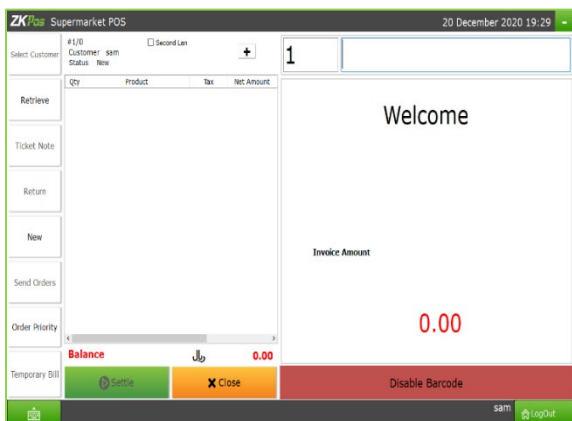 ZKPos Supermarket POS 20 December 2020 19:29 -
Select Customer
#1/0 Second Lan
Customer sam +
Status New
1
Qty Product Tax Net Amount
Retrieve
Welcome
Ticket Note
Return
New
Invoice Amount
Send Orders
Order Priority
0.00
Balance ریال 0.00
Temporary Bill
Settle X Close Disable Barcode
sam LogOut